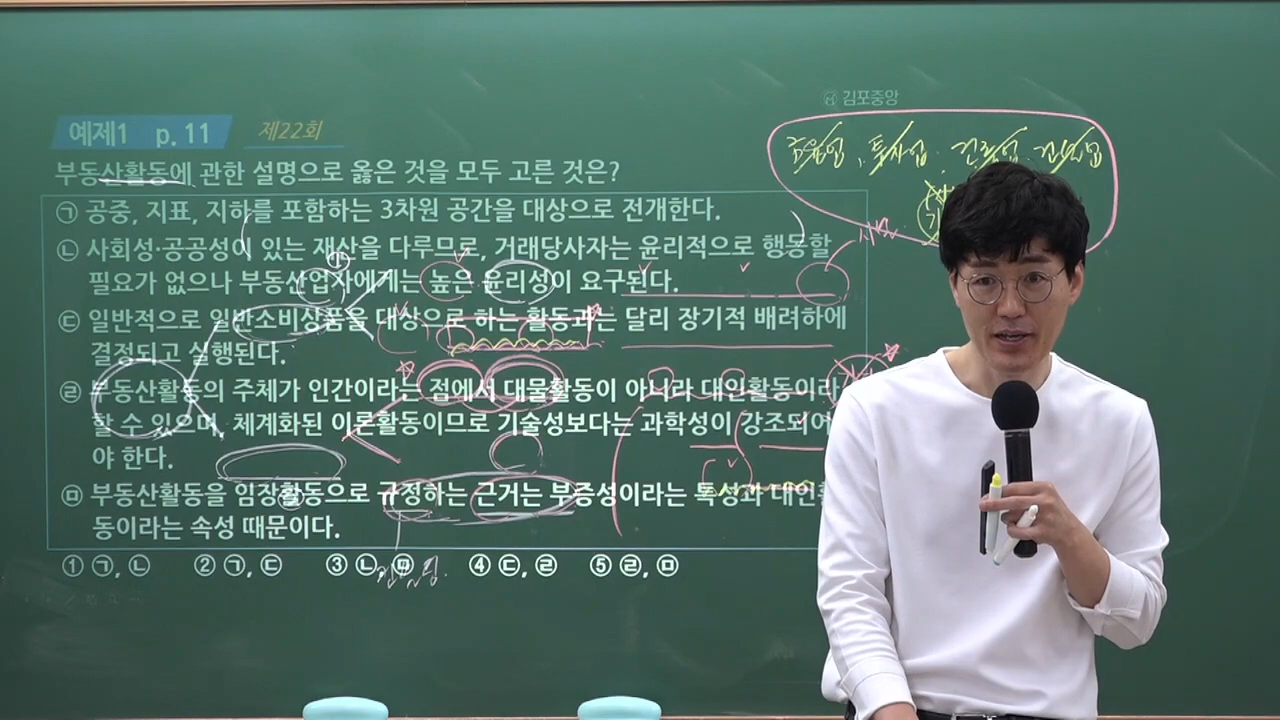 김포중앙
예제1 p. 11 제22회
부동산활동에 관한 설명으로 옳은 것을 모두 고른 것은?
㉠ 공중, 지표, 지하를 포함하는 3차원 공간을 대상으로 전개한다.
㉡ 사회성·공공성이 있는 재산을 다루므로, 거래당사자는 윤리적으로 행동할
필요가 없으나 부동산업자에게는 높은 윤리성이 요구된다.
㉢ 일반적으로 일반소비상품을 대상으로 하는 활동과는 달리 장기적 배려하에
결정되고 실행된다.
㉣ 부동산활동의 주체가 인간이라는 점에서 대물활동이 아니라 대인활동이라
할 수 있으며, 체계화된 이론활동이므로 기술성보다는 과학성이 강조되어
야 한다.
㉤ 부동산활동을 임장활동으로 규정하는 근거는 부증성이라는 특성과 대인
동이라는 속성 때문이다.
① ㉠, ㉡ ② ㉠, ㉢ ③ ㉡, ㉤ ④ ㉢, ㉣ ⑤ ㉣, ㉤